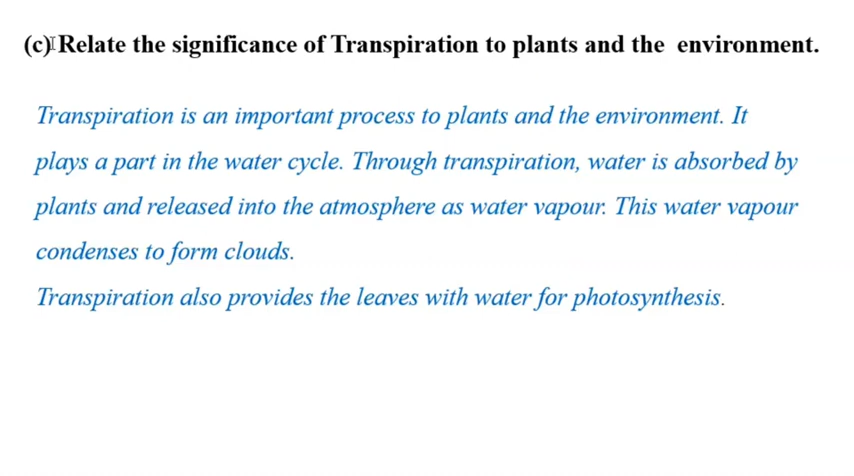 (c) Relate the significance of Transpiration to plants and the environment.
Transpiration is an important process to plants and the environment. It
plays a part in the water cycle. Through transpiration, water is absorbed by
plants and released into the atmosphere as water vapour. This water vapour
condenses to form clouds.
Transpiration also provides the leaves with water for photosynthesis.